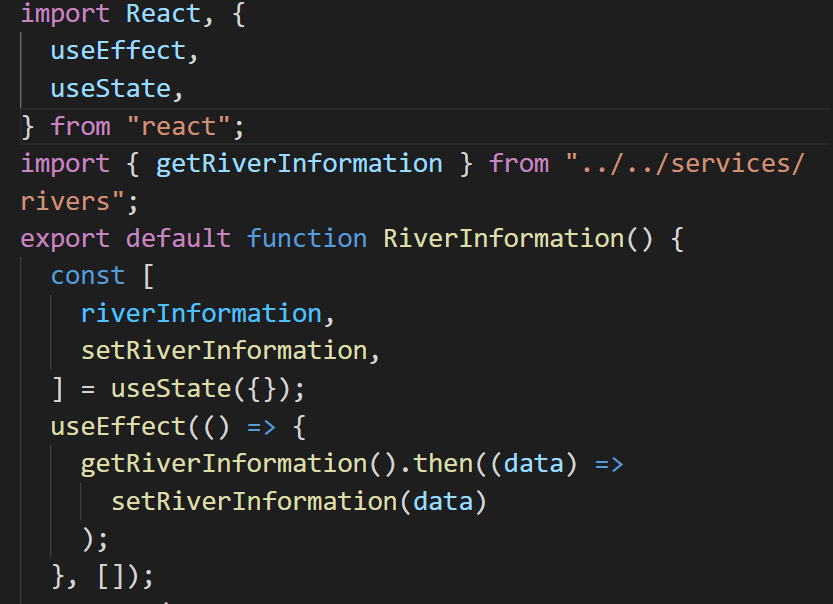 import React, {
  useEffect,
  useState,
} from "react";
import { getRiverInformation } from "../../services/
rivers";
export default function RiverInformation() {
  const [
    riverInformation,
    setRiverInformation,
  ] = useState({});
  useEffect(() => {
    getRiverInformation().then((data) =>
      setRiverInformation(data)
    );
  }, []);